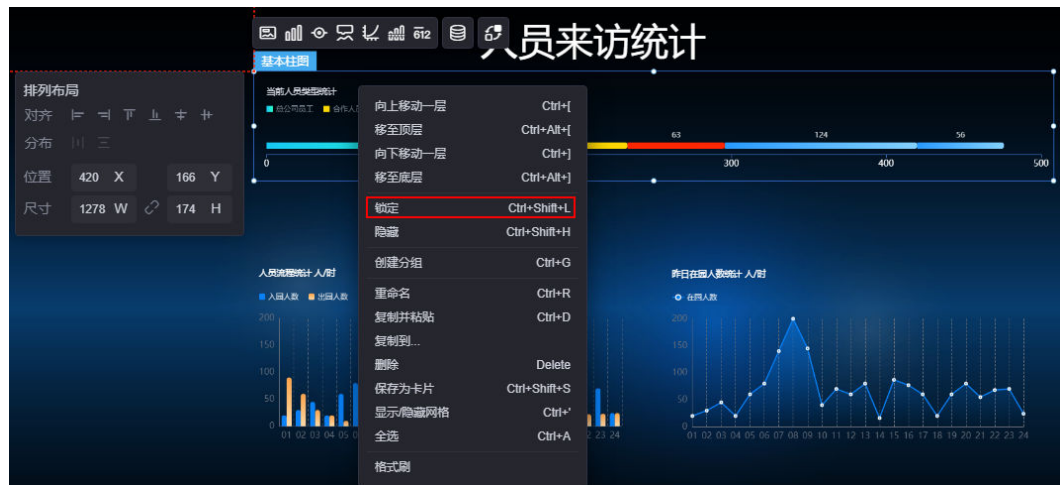 612
人员来访统计
基本柱图
排列布局
对齐
分布
位置 420 X 166 Y
尺寸 1278 W 174 H
当前人员类型统计
总公司员工 合作人
63 124 56
0 300 400 500
向上移动一层 Ctrl+[
移至顶层 Ctrl+Alt+[
向下移动一层 Ctrl+]
移至底层 Ctrl+Alt+]
锁定 Ctrl+Shift+L
隐藏 Ctrl+Shift+H
创建分组 Ctrl+G
重命名 Ctrl+R
复制并粘贴 Ctrl+D
复制到...
删除 Delete
保存为卡片 Ctrl+Shift+S
显示/隐藏网格 Ctrl+'
全选 Ctrl+A
格式刷
人员流程统计 人/时
入园人数 出园人数
200
150
100
50
0
01 02 03 04 05 0
2 23 24
昨日在园人数统计 人/时
在园人数
200
150
100
50
0
01 02 03 04 05 06 07 08 09 10 11 12 13 14 15 16 17 18 19 20 21 22 23 24